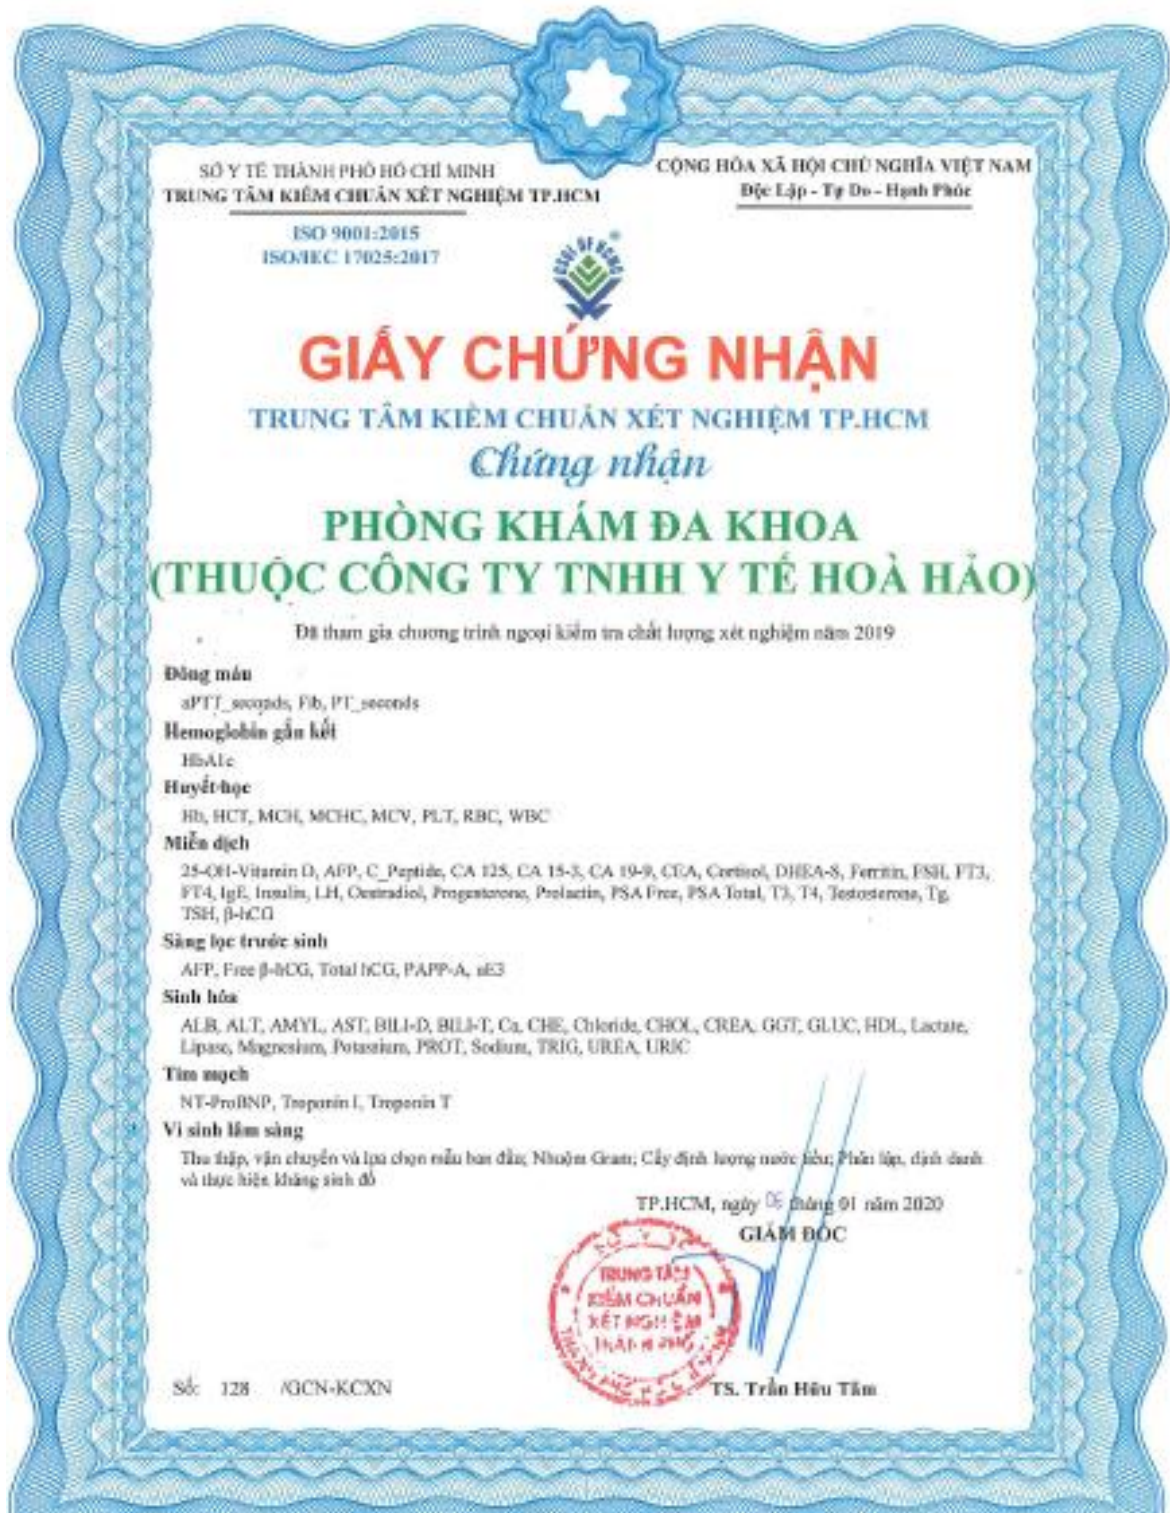 SỞ Y TẾ THÀNH PHỐ HỒ CHÍ MINH
TRUNG TÂM KIỂM CHUẨN XÉT NGHIỆM TP.HCM
CỘNG HÒA XÃ HỘI CHỦ NGHĨA VIỆT NAM
Độc Lập - Tự Do - Hạnh Phúc
ISO 9001:2015
ISO/IEC 17025:2017
CSQL OF HCMC
GIẤY CHỨNG NHẬN
TRUNG TÂM KIỂM CHUẨN XÉT NGHIỆM TP.HCM
Chứng nhận
PHÒNG KHÁM ĐA KHOA
(THUỘC CÔNG TY TNHH Y TẾ HOÀ HẢO)
Đã tham gia chương trình ngoại kiểm tra chất lượng xét nghiệm năm 2019
Đông máu
aPTT_seconds, Fib, PT_seconds
Hemoglobin gắn kết
HbA1c
Huyết học
Hb, HCT, MCH, MCHC, MCV, PLT, RBC, WBC
Miễn dịch
25-OH-Vitamin D, AFP, C_Peptide, CA 125, CA 15-3, CA 19-9, CEA, Cortisol, DHEA-S, Ferritin, FSH, FT3,
FT4, IgE, Insulin, LH, Oestradiol, Progesterone, Prolactin, PSA Free, PSA Total, T3, T4, Testosterone, Tg,
TSH, β-hCG
Sàng lọc trước sinh
AFP, Free β-hCG, Total hCG, PAPP-A, uE3
Sinh hóa
ALB, ALT, AMYL, AST, BILI-D, BILI-T, Ca, CHE, Chloride, CHOL, CREA, GGT, GLUC, HDL, Lactate,
Lipase, Magnesium, Potassium, PROT, Sodium, TRIG, UREA, URIC
Tim mạch
NT-ProBNP, Troponin I, Troponin T
Vi sinh lâm sàng
Thu thập, vận chuyển và lựa chọn mẫu ban đầu; Nhuộm Gram; Cấy định lượng nước tiểu; Phân lập, định danh
và thực hiện kháng sinh đồ
TP.HCM, ngày 06 tháng 01 năm 2020
GIÁM ĐỐC
TRUNG TÂM
KIỂM CHUẨN
XÉT NGHIỆM
THÀNH PHỐ
Số: 128 /GCN-KCXN
TS. Trần Hữu Tâm